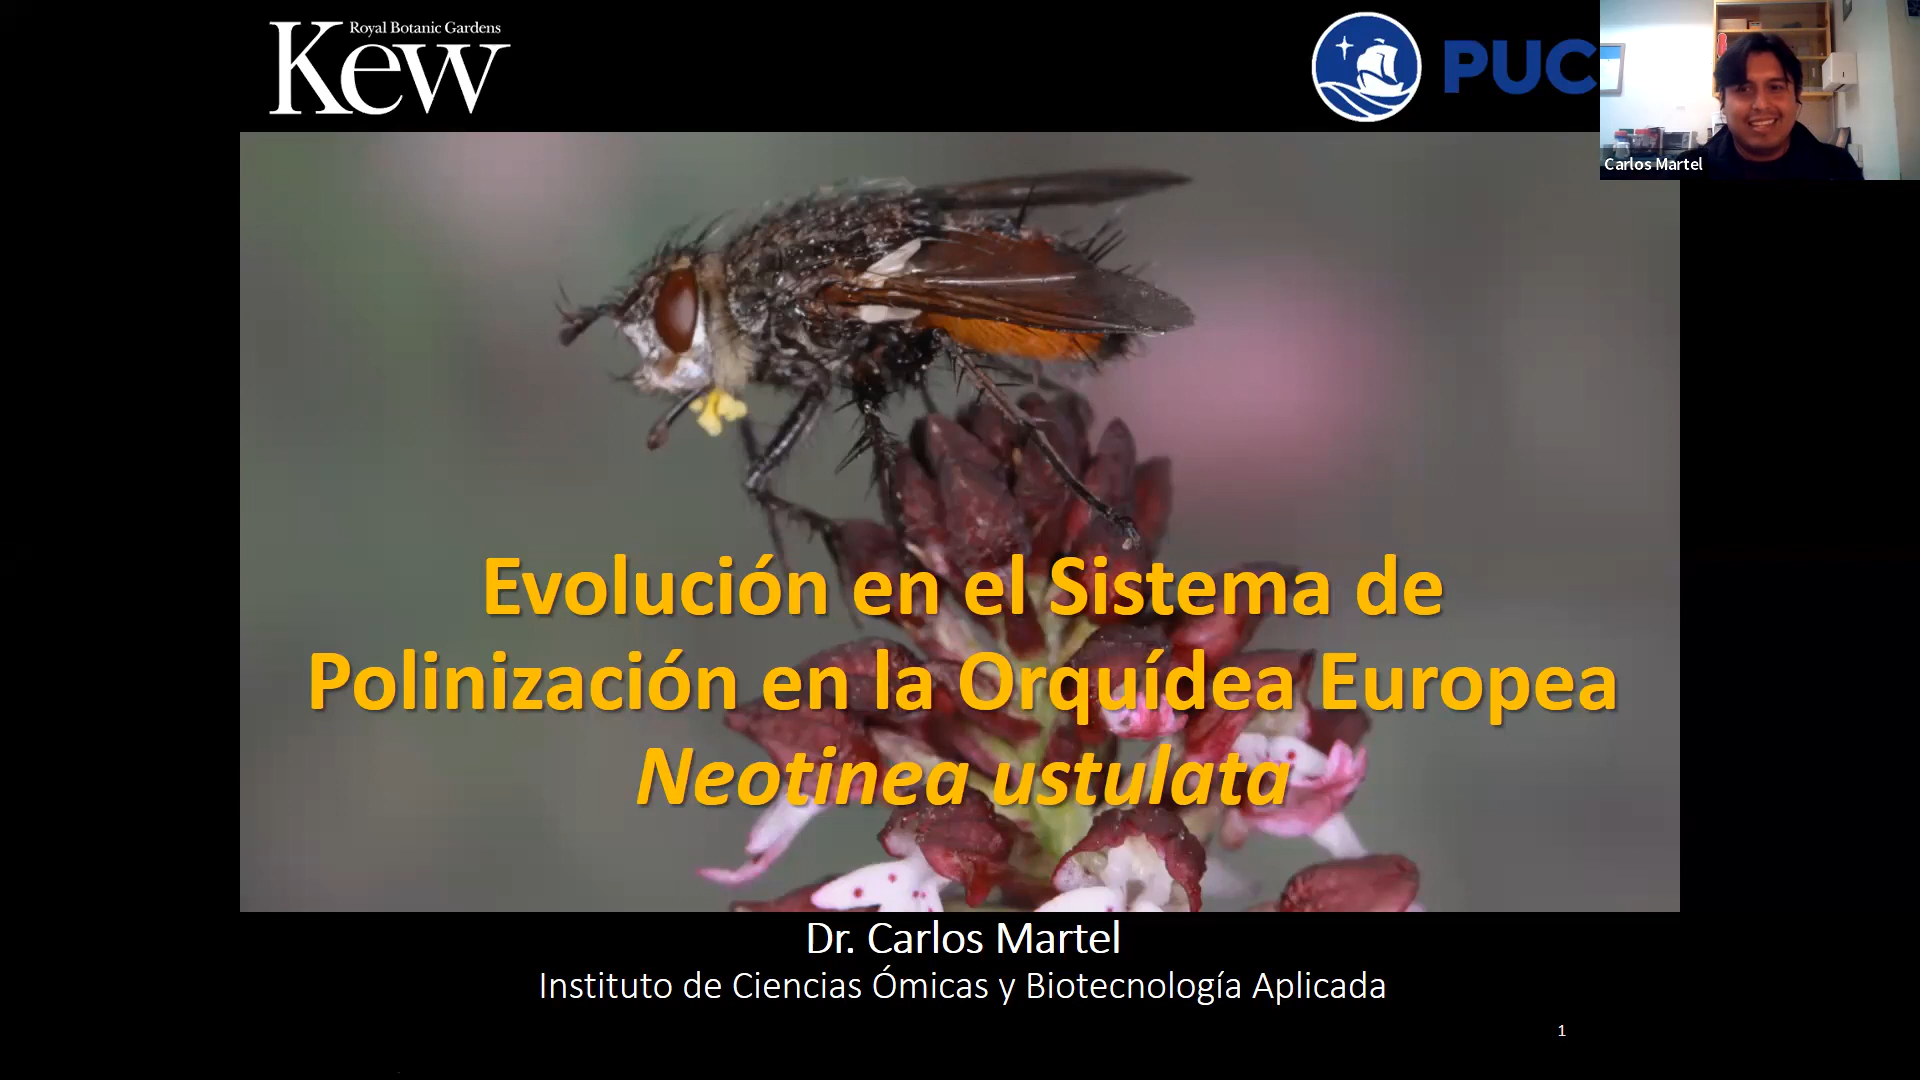 Royal Botanic Gardens
Kew
PUC
Carlos Martel
Evolución en el Sistema de
Polinización en la Orquídea Europea
Neotinea ustulata
Dr. Carlos Martel
Instituto de Ciencias Ómicas y Biotecnología Aplicada
1